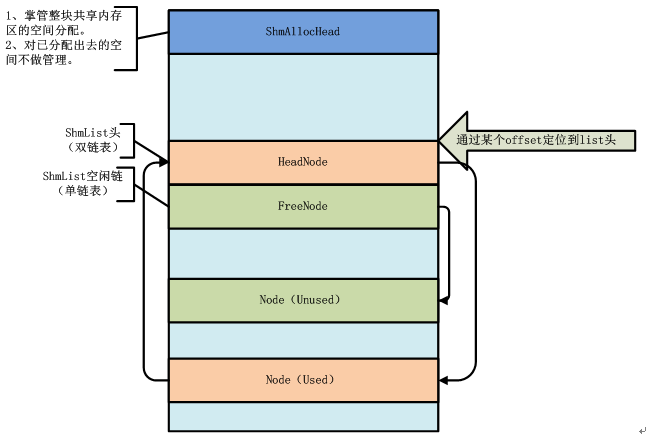 1、掌管整块共享内存
区的空间分配。
2、对已分配出去的空
间不做管理。
ShmAllocHead
ShmList头
（双链表）
通过某个offset定位到list头
HeadNode
ShmList空闲链
（单链表）
FreeNode
Node（Unused）
Node（Used）